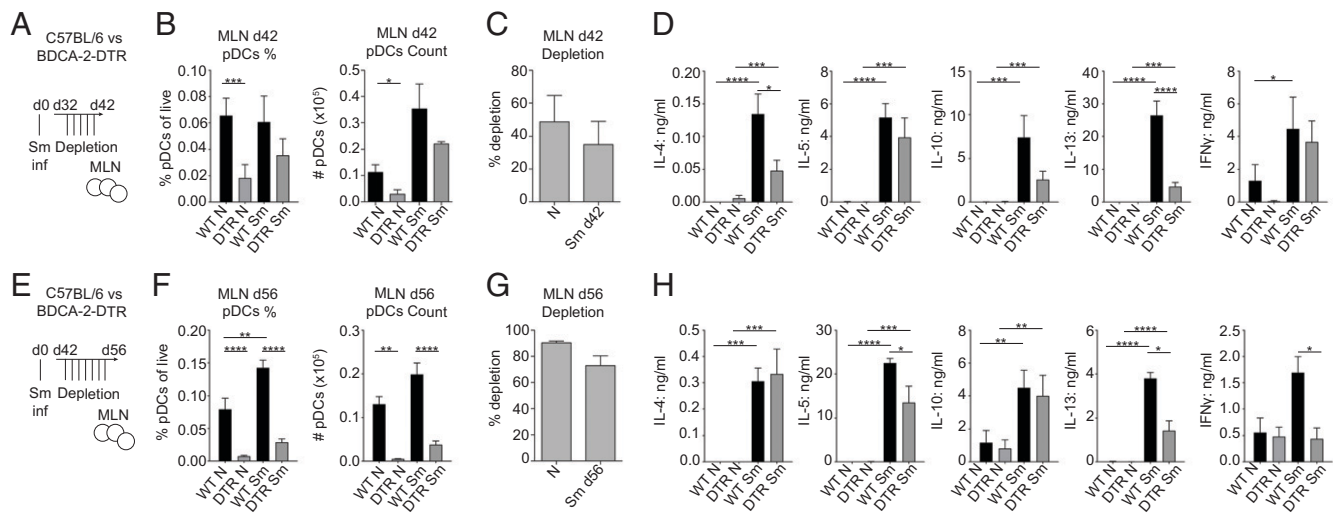 A
C57BL/6 vs
BDCA-2-DTR
d0 d32 d42
Sm Depletion
inf
MLN
B
MLN d42
pDCs %
% pDCs of live
0.10
0.08
0.06
0.04
0.02
0.00
***
WT N
DTR N
WT Sm
DTR Sm
MLN d42
pDCs Count
# pDCs (x10⁵)
0.5
0.4
0.3
0.2
0.1
0.0
*
WT N
DTR N
WT Sm
DTR Sm
C
MLN d42
Depletion
% depletion
80
60
40
20
0
N
Sm d42
D
IL-4: ng/ml
0.20
0.15
0.10
0.05
0.00
***
****
*
WT N
DTR N
WT Sm
DTR Sm
IL-5: ng/ml
8
6
4
2
0
***
****
WT N
DTR N
WT Sm
DTR Sm
IL-10: ng/ml
15
10
5
0
***
***
WT N
DTR N
WT Sm
DTR Sm
IL-13: ng/ml
40
30
20
10
0
***
****
****
WT N
DTR N
WT Sm
DTR Sm
IFNγ: ng/ml
8
6
4
2
0
*
WT N
DTR N
WT Sm
DTR Sm
E
C57BL/6 vs
BDCA-2-DTR
d0 d42 d56
Sm Depletion
inf
MLN
F
MLN d56
pDCs %
% pDCs of live
0.20
0.15
0.10
0.05
0.00
**
****
****
WT N
DTR N
WT Sm
DTR Sm
MLN d56
pDCs Count
# pDCs (x10⁵)
0.3
0.2
0.1
0.0
**
****
WT N
DTR N
WT Sm
DTR Sm
G
MLN d56
Depletion
% depletion
100
80
60
40
20
0
N
Sm d56
H
IL-4: ng/ml
0.5
0.4
0.3
0.2
0.1
0.0
***
***
WT N
DTR N
WT Sm
DTR Sm
IL-5: ng/ml
30
20
10
0
***
****
*
WT N
DTR N
WT Sm
DTR Sm
IL-10: ng/ml
8
6
4
2
0
**
**
WT N
DTR N
WT Sm
DTR Sm
IL-13: ng/ml
5
4
3
2
1
0
****
****
*
WT N
DTR N
WT Sm
DTR Sm
IFNγ: ng/ml
2.5
2.0
1.5
1.0
0.5
0.0
*
WT N
DTR N
WT Sm
DTR Sm